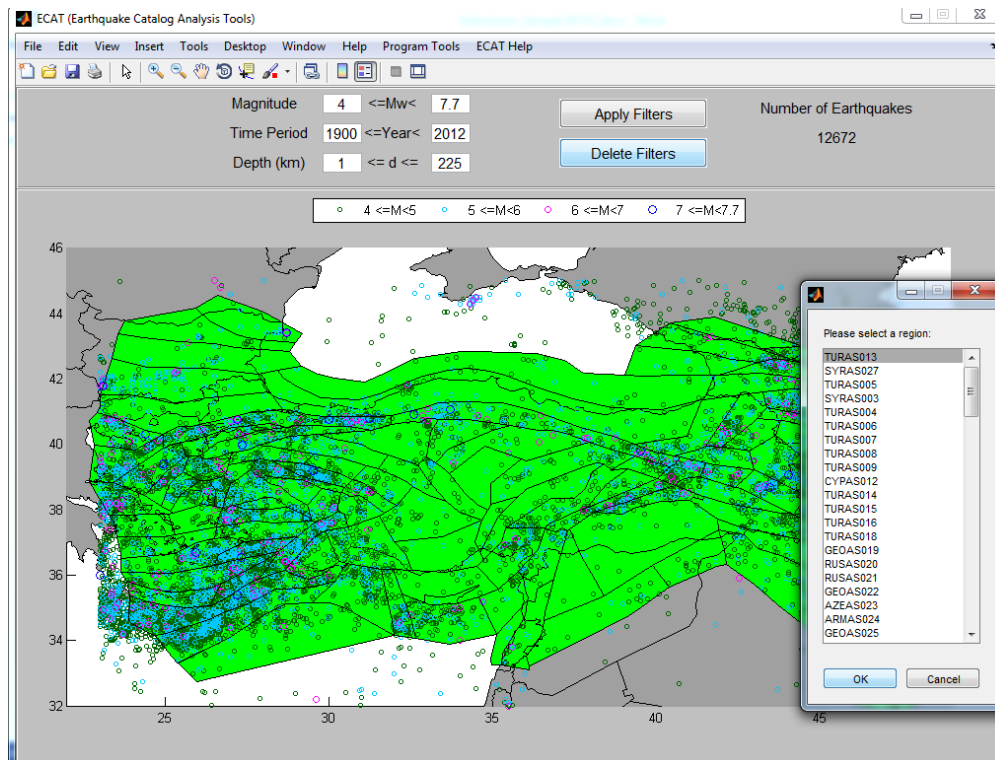 ECAT (Earthquake Catalog Analysis Tools)
File Edit View Insert Tools Desktop Window Help Program Tools ECAT Help
Magnitude 4 <=Mw< 7.7
Time Period 1900 <=Year< 2012
Depth (km) 1 <= d <= 225
Apply Filters
Delete Filters
Number of Earthquakes
12672
4 <=M<5 5 <=M<6 6 <=M<7 7 =M<7.7
46
44
42
40
38
36
34
32
25 30 35 40 45
Please select a region:
TURAS013
SYRAS027
TURAS005
SYRAS003
TURAS004
TURAS006
TURAS007
TURAS008
TURAS009
CYPAS012
TURAS014
TURAS015
TURAS016
TURAS018
GEOAS019
RUSAS020
RUSAS021
GEOAS022
AZEAS023
ARMAS024
GEOAS025
OK Cancel